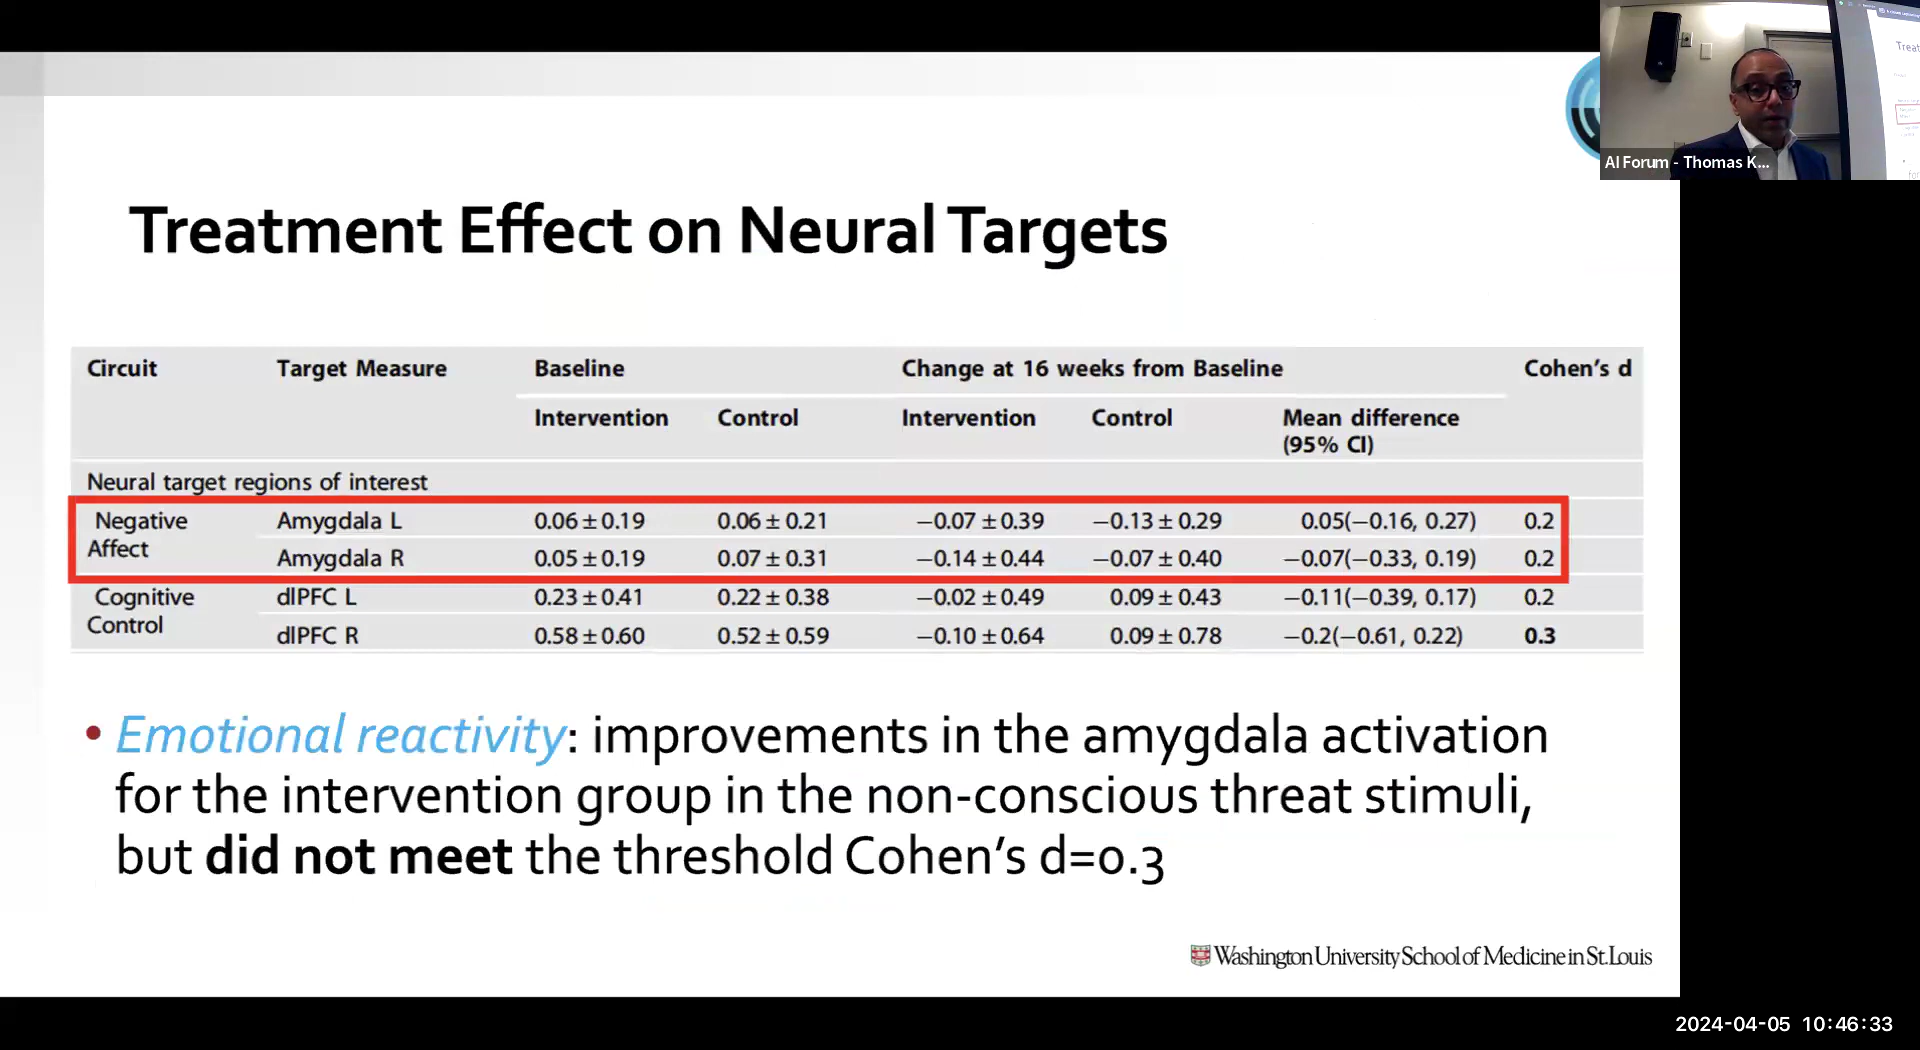 AI Forum - Thomas K...
Treatment Effect on Neural Targets
Circuit Target Measure Baseline Change at 16 weeks from Baseline Cohen's d
Intervention Control Intervention Control Mean difference
(95% CI)
Neural target regions of interest
Negative Amygdala L 0.06±0.19 0.06±0.21 −0.07±0.39 −0.13±0.29 0.05(−0.16, 0.27) 0.2
Affect
Amygdala R 0.05±0.19 0.07±0.31 −0.14±0.44 −0.07±0.40 −0.07(−0.33, 0.19) 0.2
Cognitive dlPFC L 0.23±0.41 0.22±0.38 −0.02±0.49 0.09±0.43 −0.11(−0.39, 0.17) 0.2
Control
dlPFC R 0.58±0.60 0.52±0.59 −0.10±0.64 0.09±0.78 −0.2(−0.61, 0.22) 0.3
• Emotional reactivity: improvements in the amygdala activation
for the intervention group in the non-conscious threat stimuli,
but did not meet the threshold Cohen's d=0.3
Washington University School of Medicine in St. Louis
2024-04-05 10:46:33